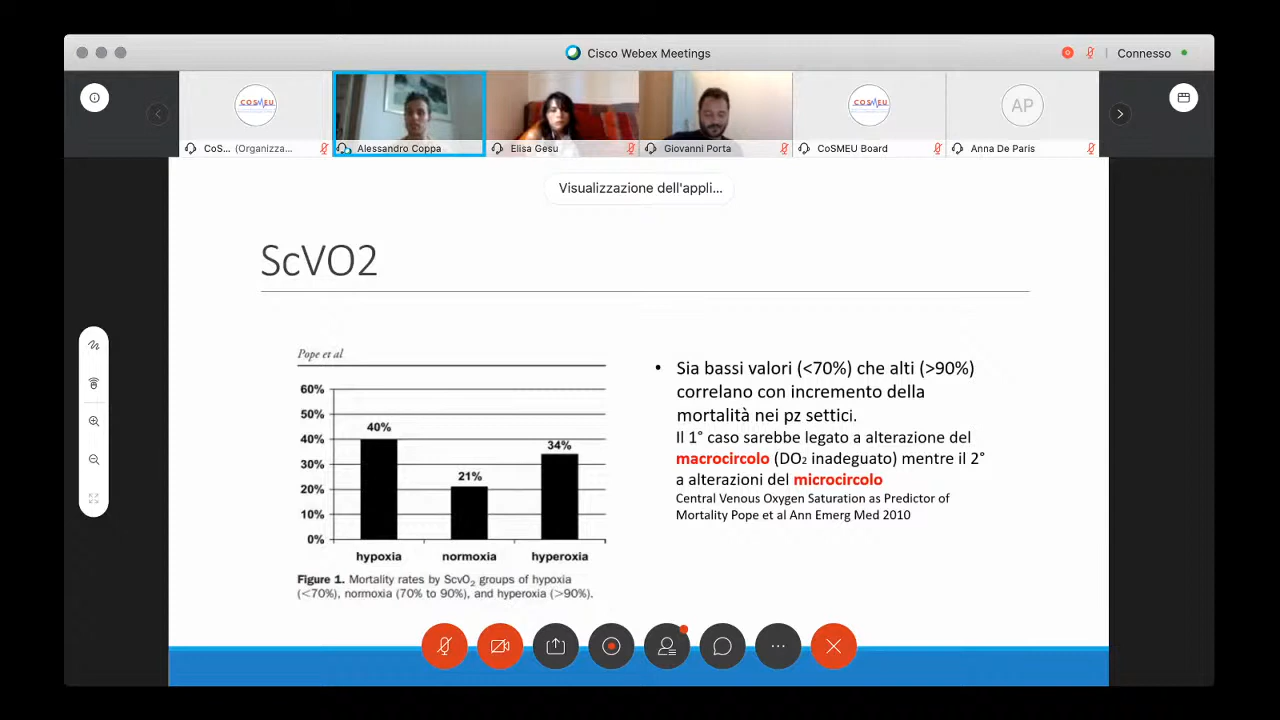 Cisco Webex Meetings
Connesso
COSMEU
COSMEU
AP
CoS... (Organizza...
Alessandro Coppa
Elisa Gesu
Giovanni Porta
CoSMEU Board
Anna De Paris
Visualizzazione dell'appli...
ScVO2
Pope et al
60%
50%
40%
30%
20%
10%
0%
40%
21%
34%
hypoxia normoxia hyperoxia
Figure 1. Mortality rates by ScvO2 groups of hypoxia
(<70%), normoxia (70% to 90%), and hyperoxia (>90%).
• Sia bassi valori (<70%) che alti (>90%)
correlano con incremento della
mortalità nei pz settici.
Il 1° caso sarebbe legato a alterazione del
macrocircolo (DO2 inadeguato) mentre il 2°
a alterazioni del microcircolo
Central Venous Oxygen Saturation as Predictor of
Mortality Pope et al Ann Emerg Med 2010